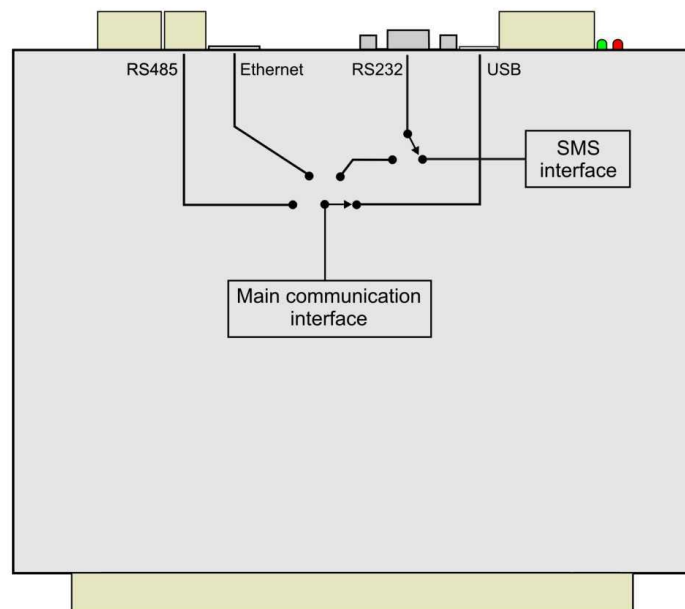 RS485
Ethernet
RS232
USB
SMS
interface
Main communication
interface